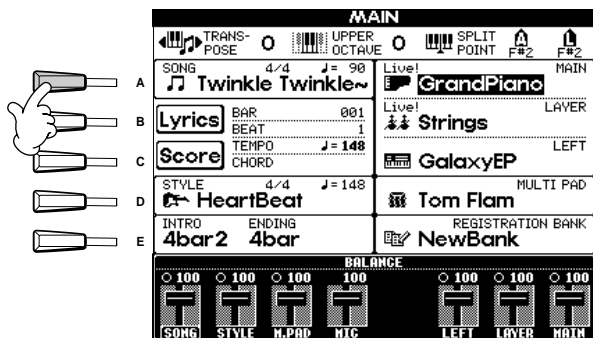 MAIN
TRANS-POSE 0 UPPER OCTAVE 0 SPLIT POINT F#2 F#2
A
SONG 4/4 ♩= 90
Twinkle Twinkle~
Live! MAIN
GrandPiano
B
Lyrics
BAR 001
BEAT 1
Live! LAYER
Strings
C
Score
TEMPO ♩=148
CHORD
LEFT
GalaxyEP
D
STYLE 4/4 ♩=148
HeartBeat
MULTI PAD
Tom Flam
E
INTRO ENDING
4bar2 4bar
REGISTRATION BANK
NewBank
BALANCE
100 100 100 100 100 100 100
SONG STYLE M.PAD MIC LEFT LAYER MAIN